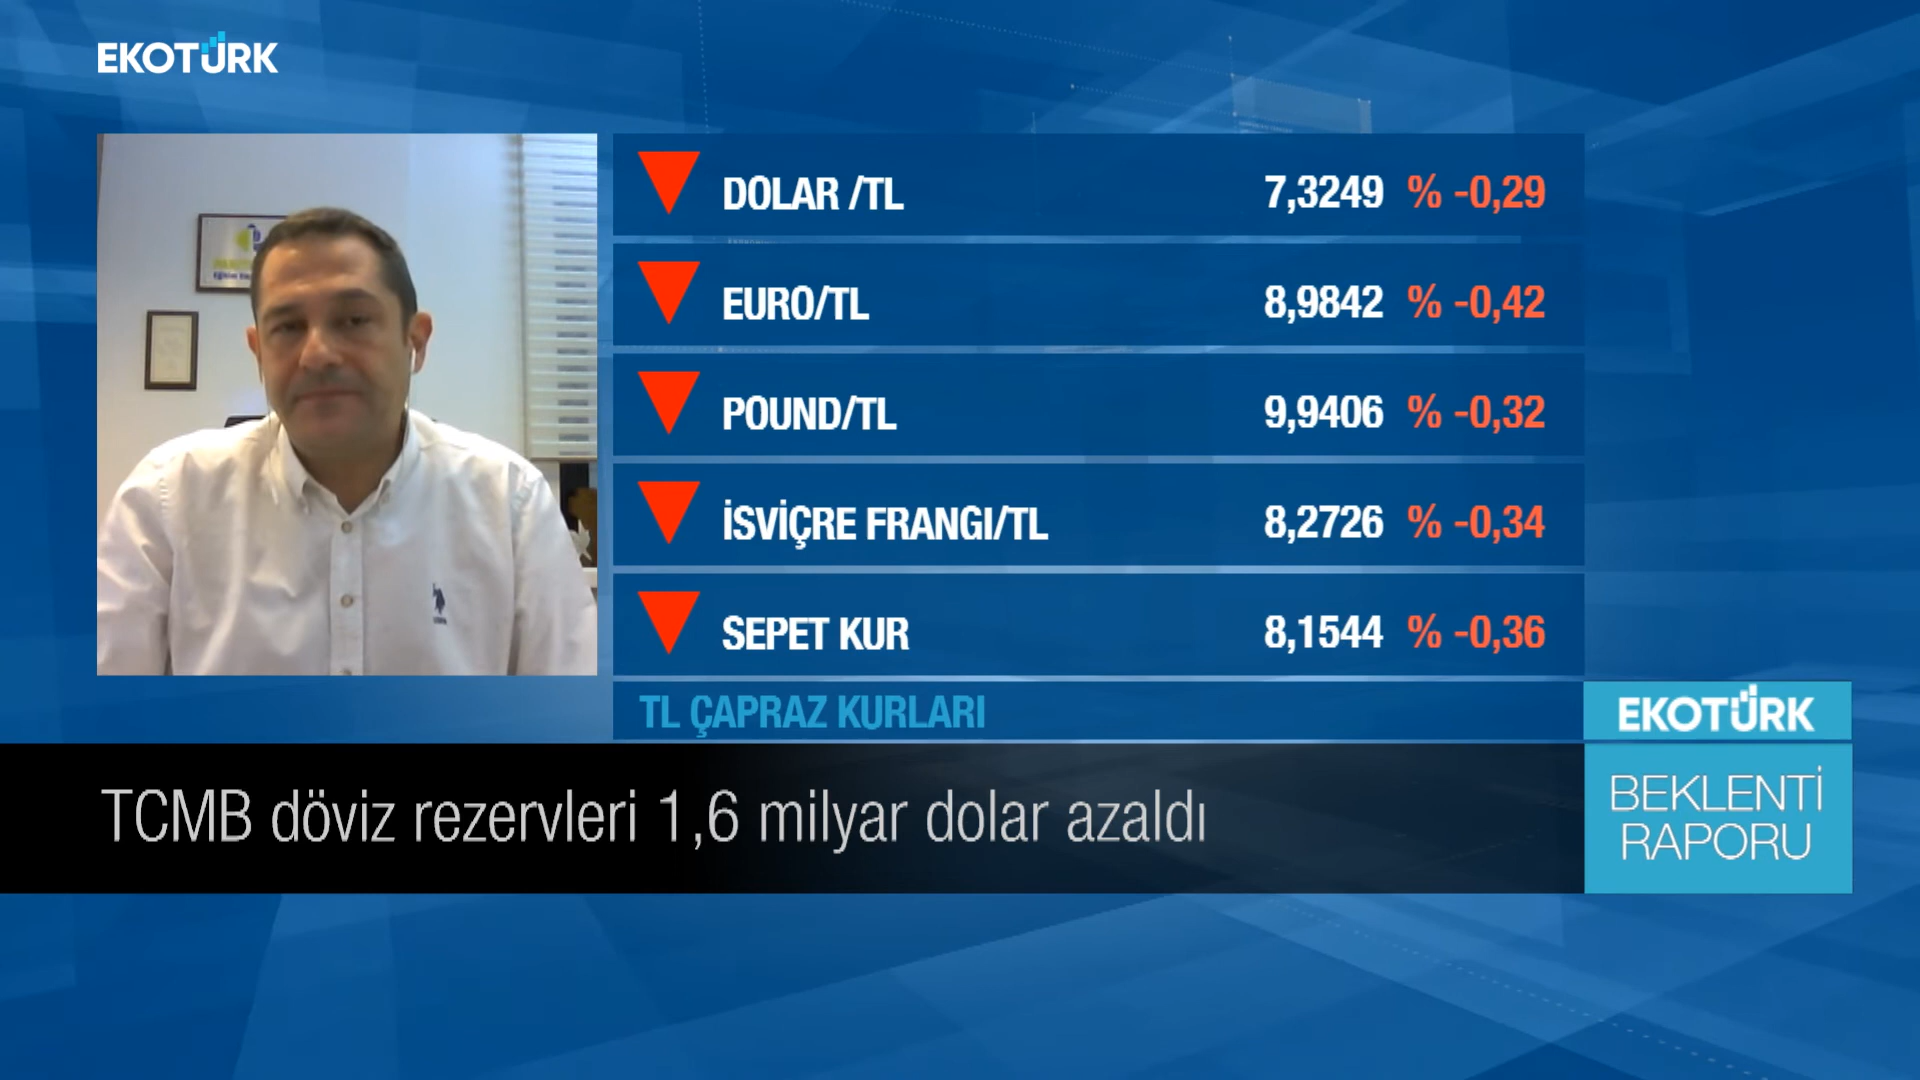 EKOTÜRK
DOLAR /TL 7,3249 % -0,29
EURO/TL 8,9842 % -0,42
POUND/TL 9,9406 % -0,32
İSVİÇRE FRANGI/TL 8,2726 % -0,34
SEPET KUR 8,1544 % -0,36
TL ÇAPRAZ KURLARI
EKOTÜRK
TCMB döviz rezervleri 1,6 milyar dolar azaldı
BEKLENTİ
RAPORU